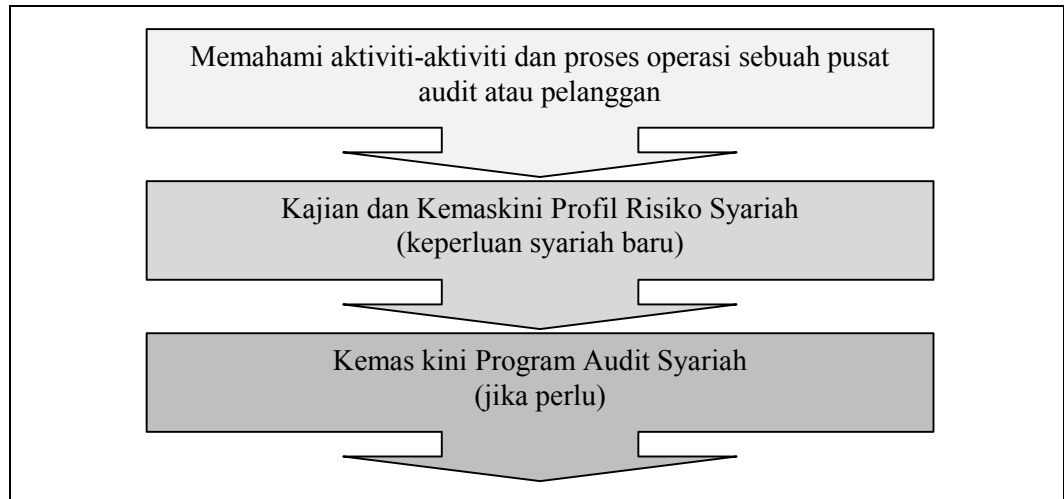 Memahami aktiviti-aktiviti dan proses operasi sebuah pusat
audit atau pelanggan
Kajian dan Kemaskini Profil Risiko Syariah
(keperluan syariah baru)
Kemas kini Program Audit Syariah
(jika perlu)